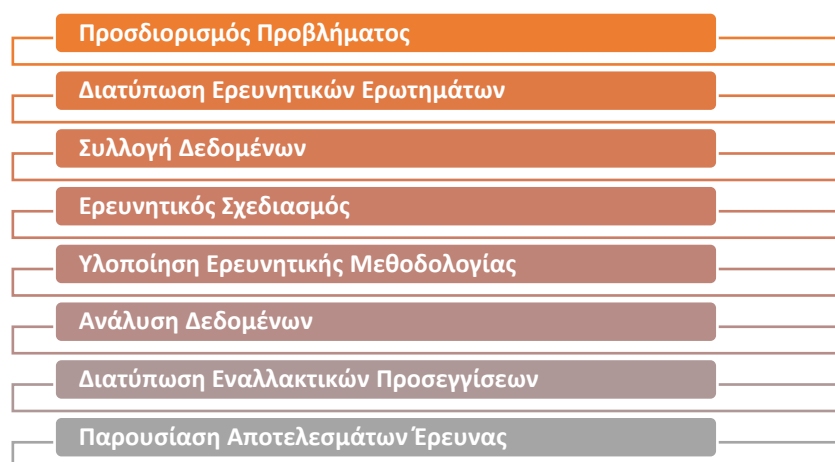 Προσδιορισμός Προβλήματος
Διατύπωση Ερευνητικών Ερωτημάτων
Συλλογή Δεδομένων
Ερευνητικός Σχεδιασμός
Υλοποίηση Ερευνητικής Μεθοδολογίας
Ανάλυση Δεδομένων
Διατύπωση Εναλλακτικών Προσεγγίσεων
Παρουσίαση Αποτελεσμάτων Έρευνας